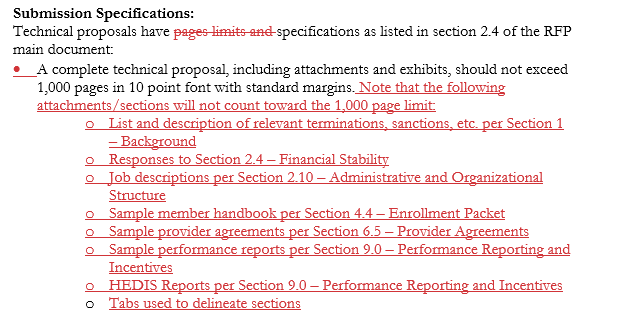 Submission Specifications:
Technical proposals have pages limits and specifications as listed in section 2.4 of the RFP
main document:
• A complete technical proposal, including attachments and exhibits, should not exceed
1,000 pages in 10 point font with standard margins. Note that the following
attachments/sections will not count toward the 1,000 page limit:
o List and description of relevant terminations, sanctions, etc. per Section 1
– Background
o Responses to Section 2.4 – Financial Stability
o Job descriptions per Section 2.10 – Administrative and Organizational
Structure
o Sample member handbook per Section 4.4 – Enrollment Packet
o Sample provider agreements per Section 6.5 – Provider Agreements
o Sample performance reports per Section 9.0 – Performance Reporting and
Incentives
o HEDIS Reports per Section 9.0 – Performance Reporting and Incentives
o Tabs used to delineate sections